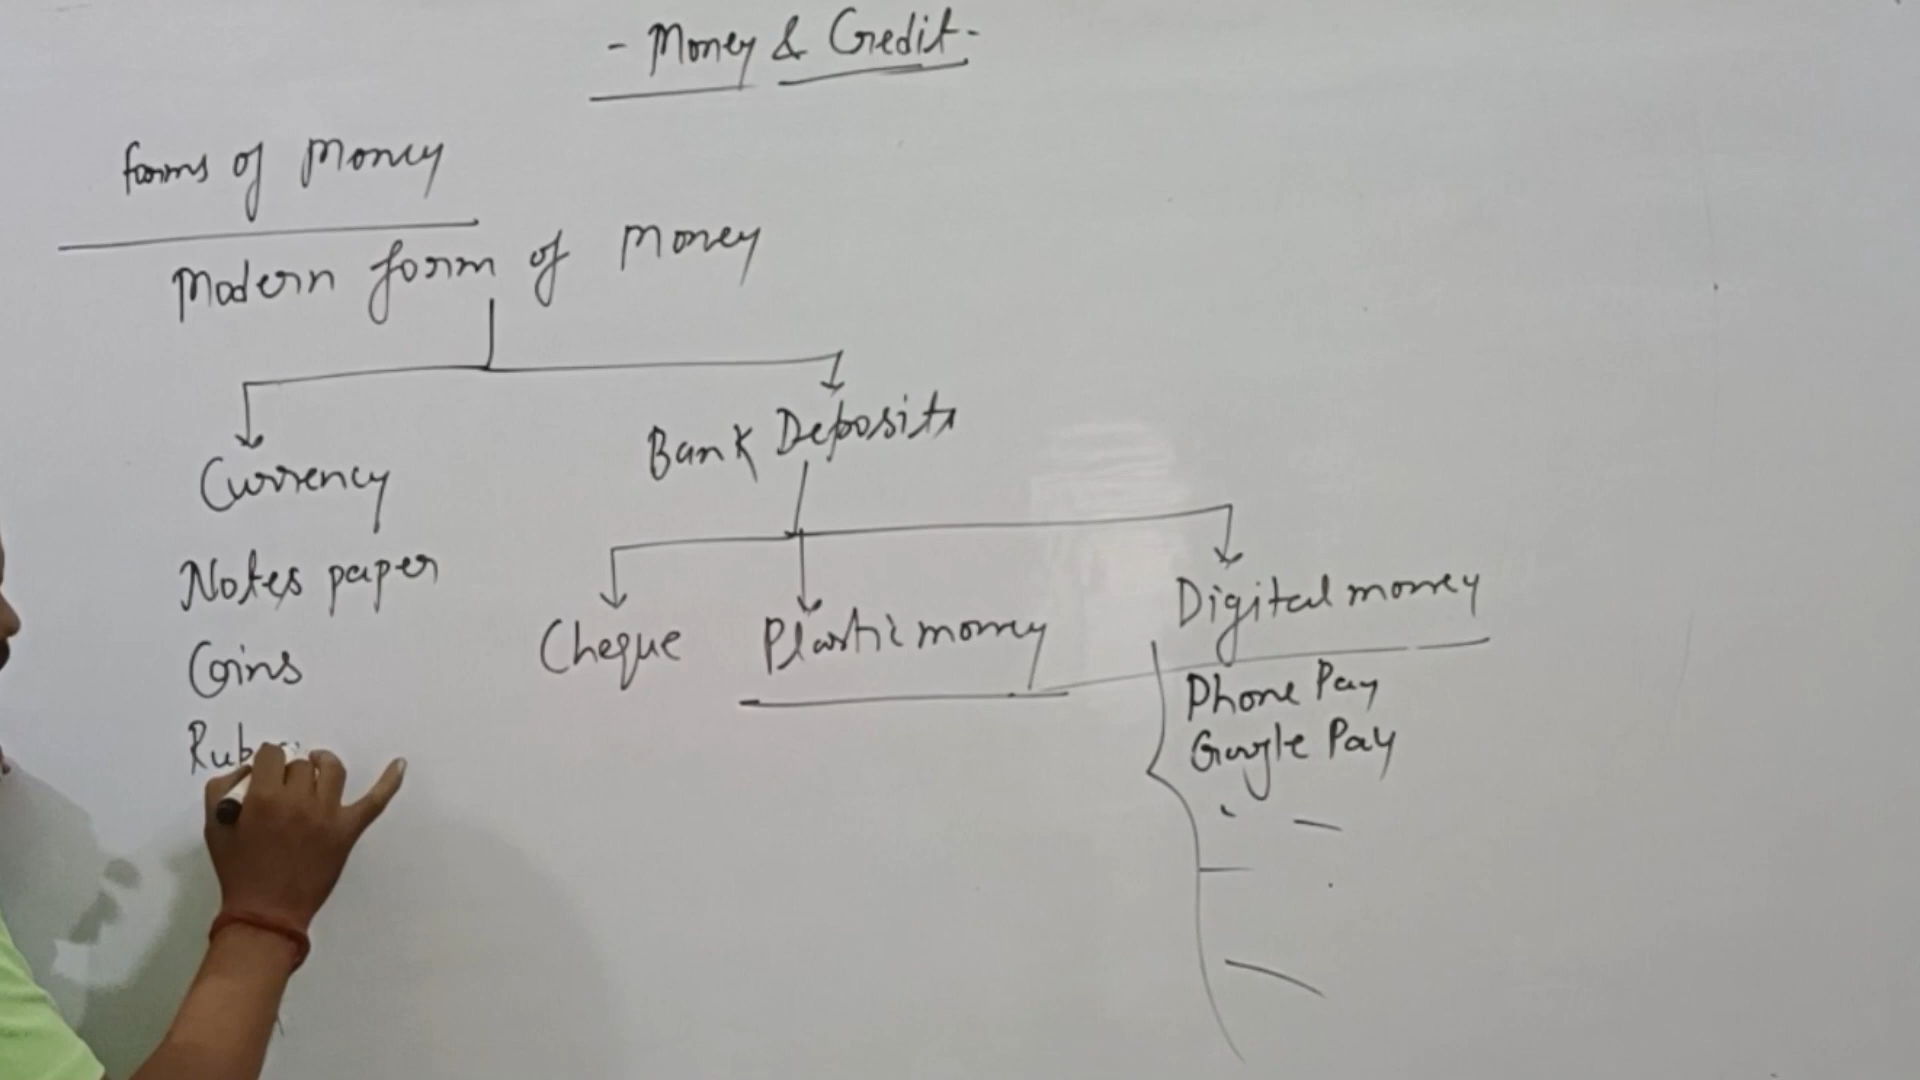 - Money & Credit -
forms of Money
Modern form of Money
Currency
Bank Deposits
Notes paper
Coins
Cheque
Plastic money
Digital money
Phone Pay
Google Pay